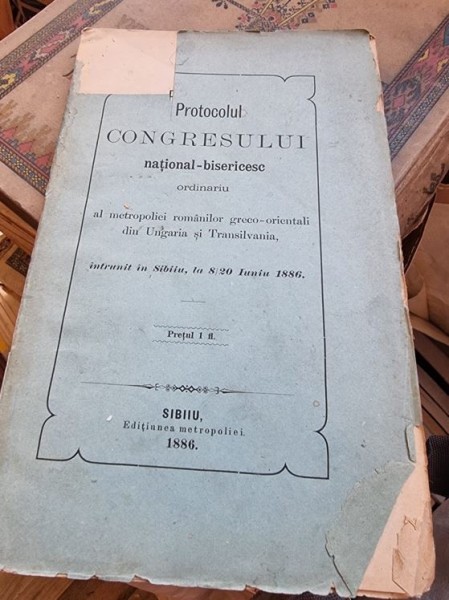 Protocolul
CONGRESULUI
național-bisericesc
ordinariu
al metropoliei românilor greco-orientali
din Ungaria și Transilvania,
întrunit în Sibiiu, la 8/20 Iuniu 1886.
Prețul 1 fl.
SIBIIU,
Edițiunea metropoliei.
1886.